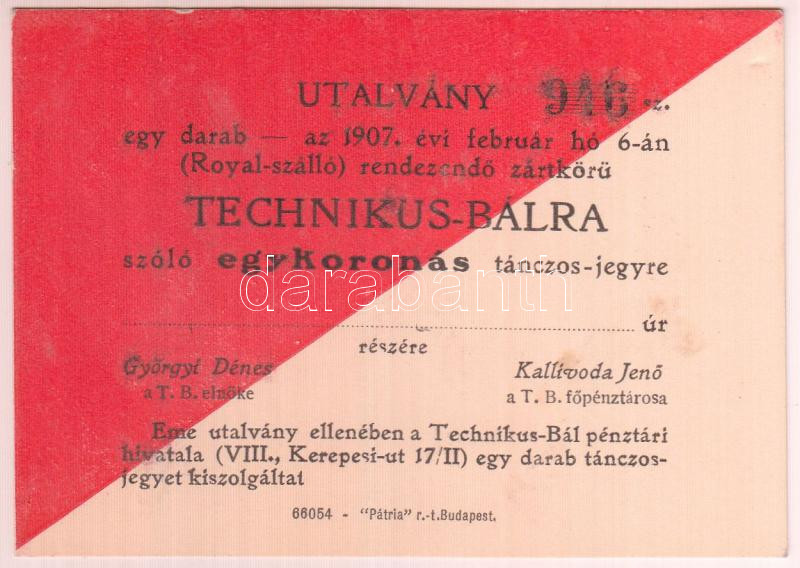 UTALVÁNY 946 sz.
egy darab — az 1907. évi február hó 6-án
(Royal-szálló) rendezendő zártkörű
TECHNIKUS-BÁLRA
szóló egykoronás tánczos-jegyre
darabanth
úr
részére
Györgyi Dénes
Kallivoda Jenő
a T. B. elnöke
a T. B. főpénztárosa
Eme utalvány ellenében a Technikus-Bál pénztári
hivatala (VIII., Kerepesi-ut 17/II) egy darab tánczos-
jegyet kiszolgáltat
66054 - "Pátria" r.-t.Budapest.